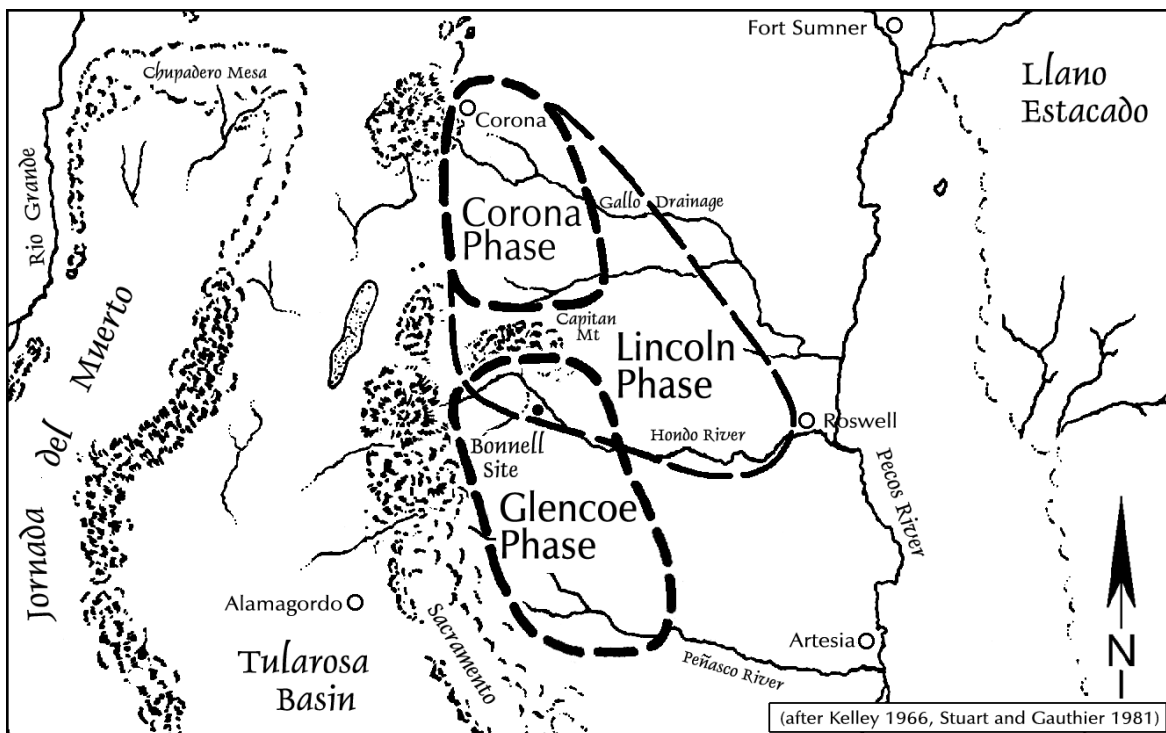 Fort Sumner
Llano
Estacado
Chupadero Mesa
Corona
Rio Grande
Gallo Drainage
Corona
Phase
Capitan
Mt
Jornada del Muerto
Lincoln
Phase
Roswell
Hondo River
Bonnell
Site
Pecos River
Glencoe
Phase
Alamagordo
Sacramento
Artesia
Tularosa
Basin
Peñasco River
N
(after Kelley 1966, Stuart and Gauthier 1981)